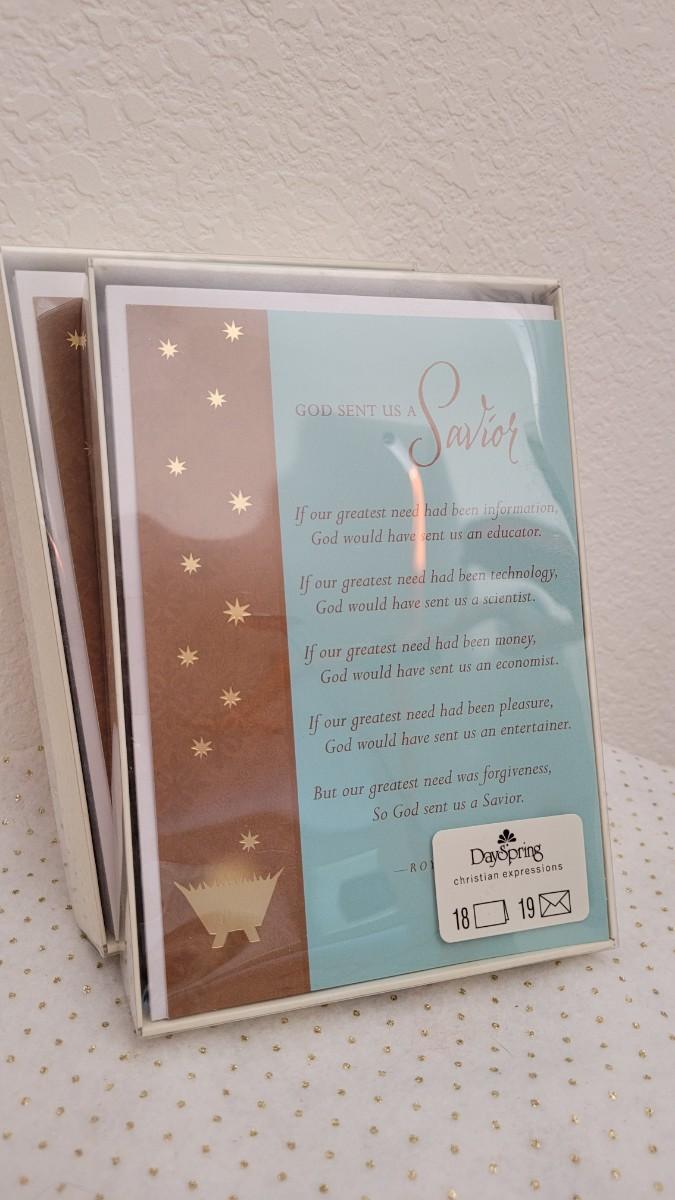 GOD SENT US A Savior
If our greatest need had been information,
God would have sent us an educator.
If our greatest need had been technology,
God would have sent us a scientist.
If our greatest need had been money,
God would have sent us an economist.
If our greatest need had been pleasure,
God would have sent us an entertainer.
But our greatest need was forgiveness,
So God sent us a Savior.
DaySpring
christian expressions
18 19